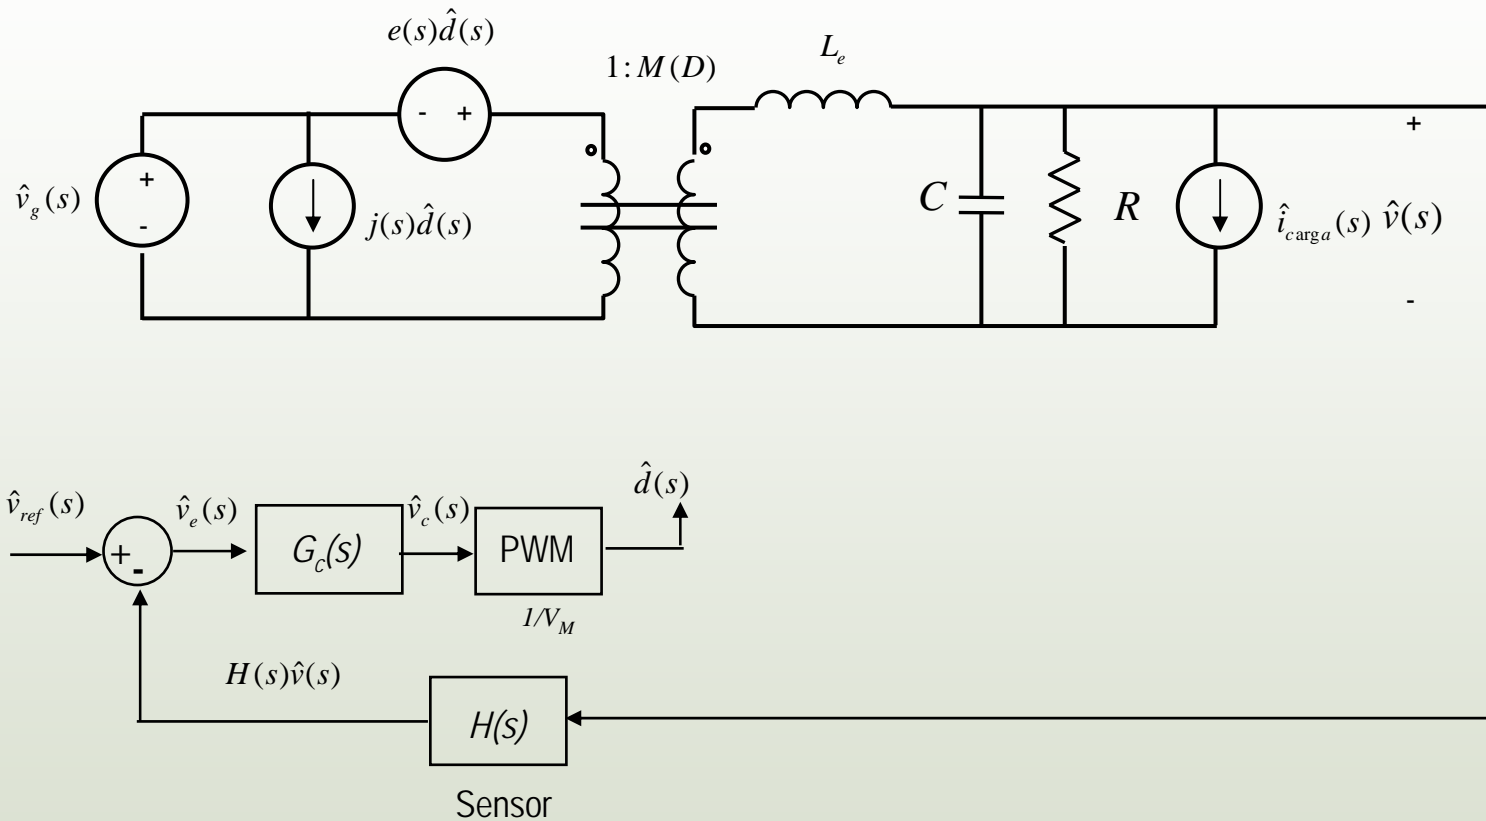 e(s)d̂(s)
1:M(D)
L_e
- +
+
-
v̂_g(s)
j(s)d̂(s)
C
R
î_carga(s)
v̂(s)
+
-
v̂_ref(s)
v̂_e(s)
v̂_c(s)
d̂(s)
+
-
G_c(s)
PWM
1/V_M
H(s)v̂(s)
H(s)
Sensor